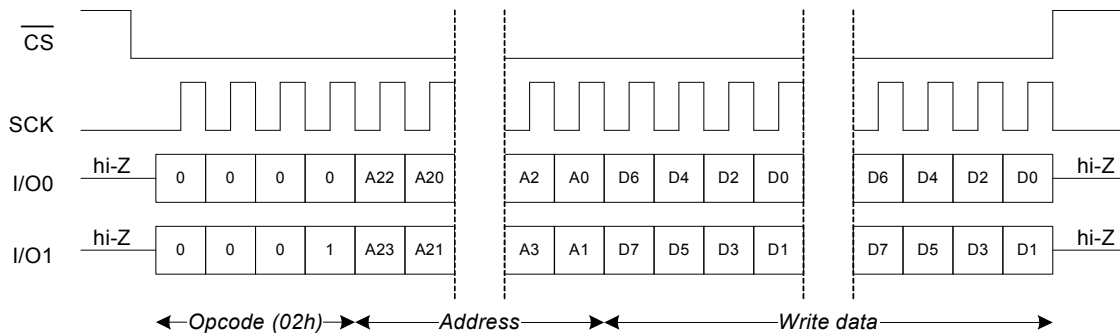 CS
SCK
hi-Z 0 0 0 0 A22 A20 A2 A0 D6 D4 D2 D0 D6 D4 D2 D0 hi-Z
I/O0
hi-Z 0 0 0 1 A23 A21 A3 A1 D7 D5 D3 D1 D7 D5 D3 D1 hi-Z
I/O1
Opcode (02h) Address Write data